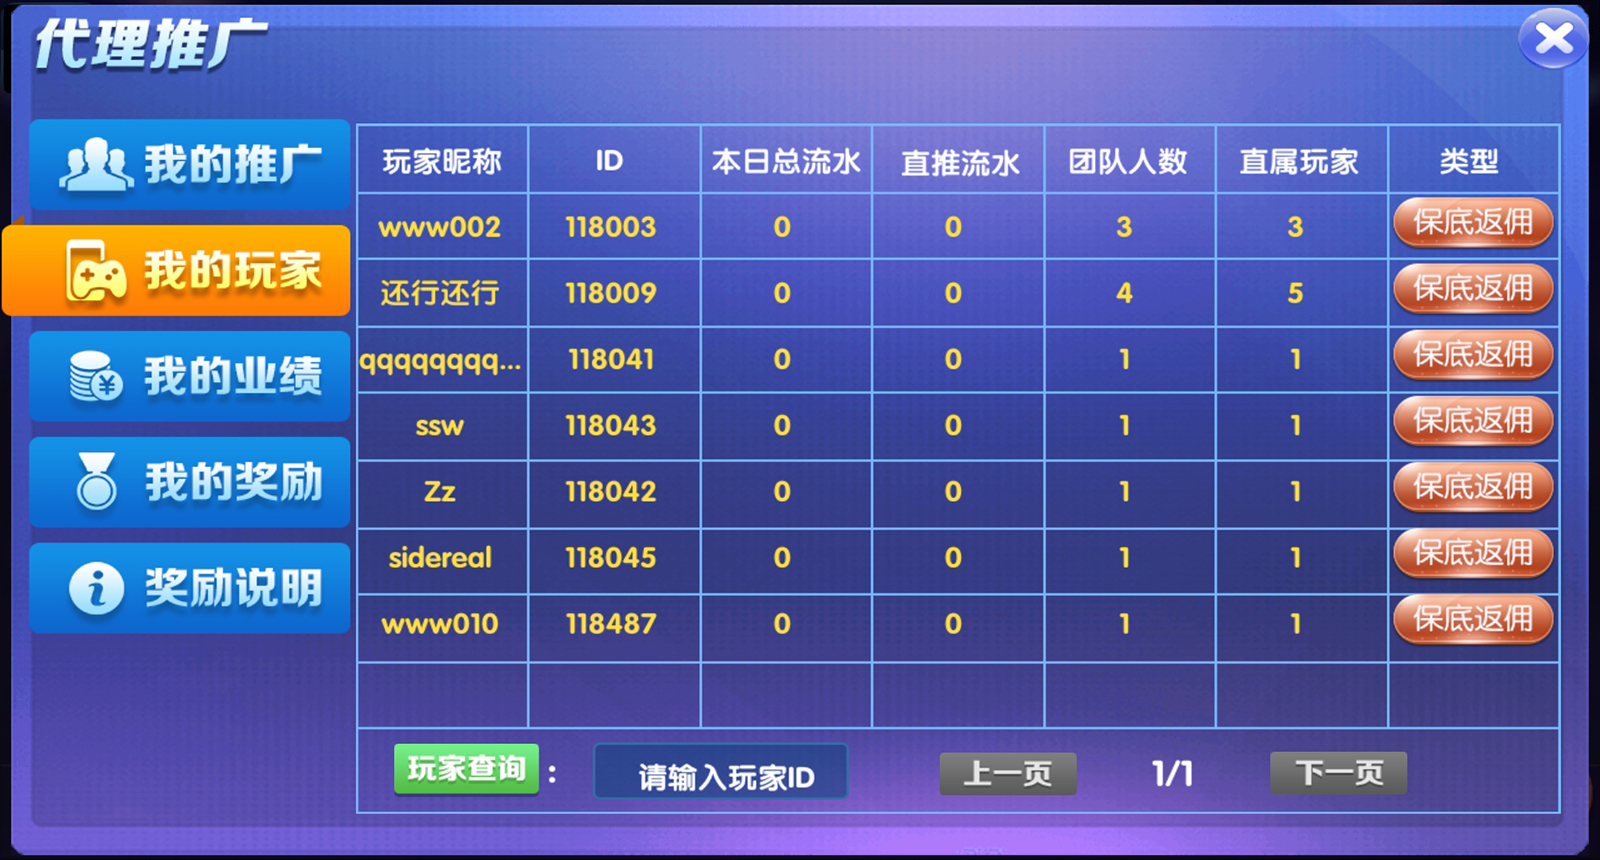 代理推广
我的推广
我的玩家
我的业绩
我的奖励
奖励说明
玩家昵称 ID 本日总流水 直推流水 团队人数 直属玩家 类型
www002 118003 0 0 3 3 保底返佣
还行还行 118009 0 0 4 5 保底返佣
qqqqqqqq... 118041 0 0 1 1 保底返佣
ssw 118043 0 0 1 1 保底返佣
Zz 118042 0 0 1 1 保底返佣
sidereal 118045 0 0 1 1 保底返佣
www010 118487 0 0 1 1 保底返佣
玩家查询 : 请输入玩家ID 上一页 1/1 下一页